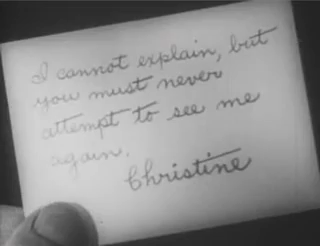 I cannot explain, but
you must never
attempt to see me
again.
Christine